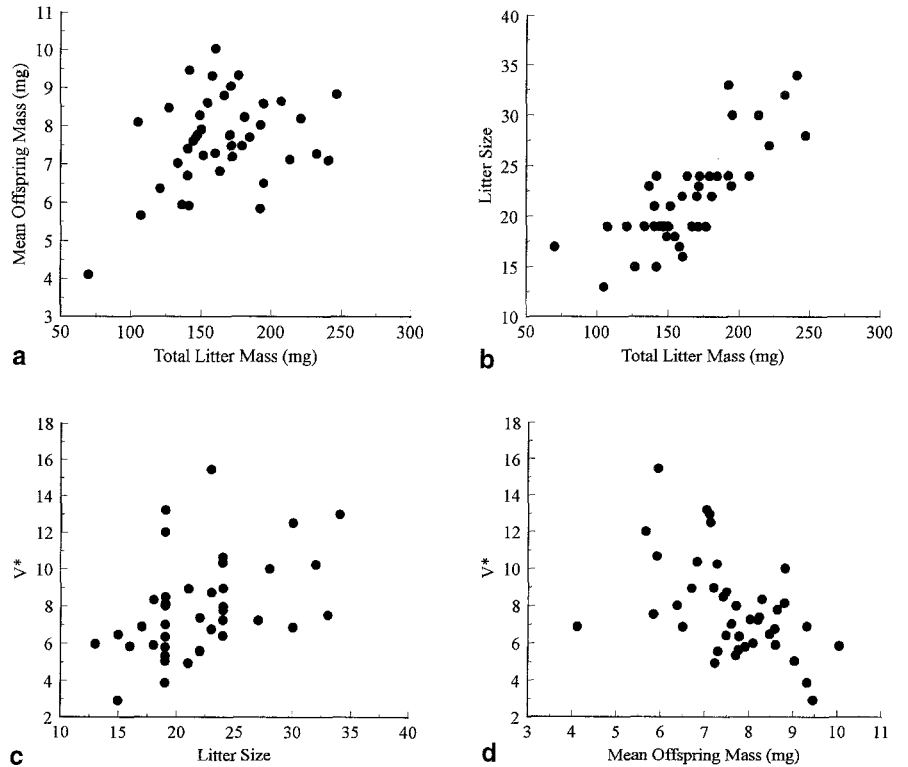 11
10
9
8
7
6
5
4
3
Mean Offspring Mass (mg)
50 100 150 200 250 300
Total Litter Mass (mg)
a
40
35
30
25
20
15
10
Litter Size
50 100 150 200 250 300
Total Litter Mass (mg)
b
18
16
14
12
10
8
6
4
2
V*
10 15 20 25 30 35 40
Litter Size
c
18
16
14
12
10
8
6
4
2
V*
3 4 5 6 7 8 9 10 11
Mean Offspring Mass (mg)
d